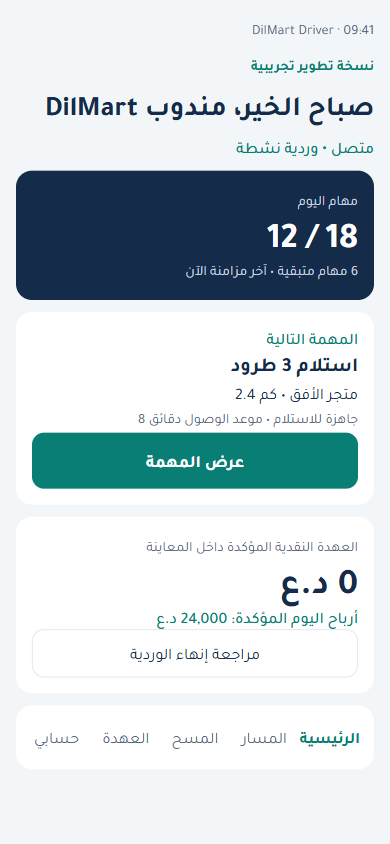 DilMart Driver · 09:41
نسخة تطوير تجريبية
صباح الخير، مندوب DilMart
متصل • وردية نشطة
مهام اليوم
12 / 18
6 مهام متبقية • آخر مزامنة الآن
المهمة التالية
استلام 3 طرود
متجر الأفق • كم 2.4
جاهزة للاستلام • موعد الوصول دقائق 8
عرض المهمة
العهدة النقدية المؤكدة داخل المعاينة
0 د.ع
أرباح اليوم المؤكدة: 24,000 د.ع
مراجعة إنهاء الوردية
الرئيسية المسار المسح العهدة حسابي